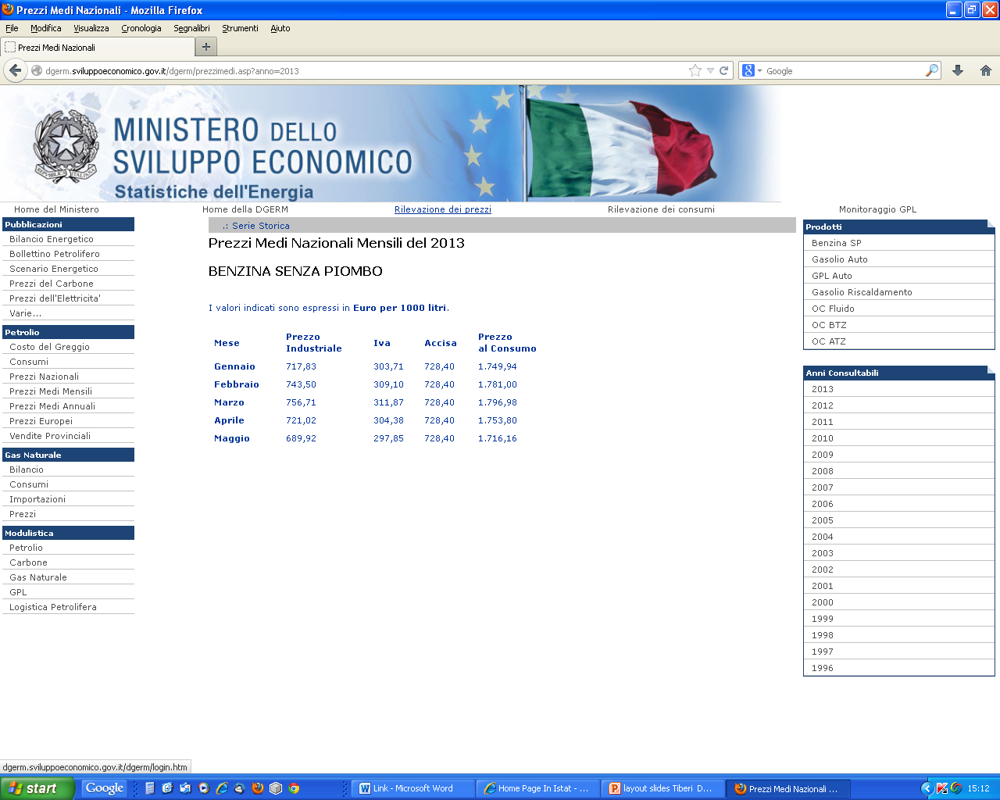 Prezzi Medi Nazionali - Mozilla Firefox
File Modifica Visualizza Cronologia Segnalibri Strumenti Aiuto
Prezzi Medi Nazionali
dgerm.sviluppoeconomico.gov.it/dgerm/prezzimedi.asp?anno=2013
Google
MINISTERO DELLO
SVILUPPO ECONOMICO
Statistiche dell'Energia
Home del Ministero Home della DGERM Rilevazione dei prezzi Rilevazione dei consumi Monitoraggio GPL
Pubblicazioni
Bilancio Energetico
Bollettino Petrolifero
Scenario Energetico
Prezzi del Carbone
Prezzi dell'Elettricita'
Varie...
Petrolio
Costo del Greggio
Consumi
Prezzi Nazionali
Prezzi Medi Mensili
Prezzi Medi Annuali
Prezzi Europei
Vendite Provinciali
Gas Naturale
Bilancio
Consumi
Importazioni
Prezzi
Modulistica
Petrolio
Carbone
Gas Naturale
GPL
Logistica Petrolifera
.: Serie Storica
Prezzi Medi Nazionali Mensili del 2013
BENZINA SENZA PIOMBO
I valori indicati sono espressi in Euro per 1000 litri.
Mese Prezzo Industriale Iva Accisa Prezzo al Consumo
Gennaio 717,83 303,71 728,40 1.749,94
Febbraio 743,50 309,10 728,40 1.781,00
Marzo 756,71 311,87 728,40 1.796,98
Aprile 721,02 304,38 728,40 1.753,80
Maggio 689,92 297,85 728,40 1.716,16
Prodotti
Benzina SP
Gasolio Auto
GPL Auto
Gasolio Riscaldamento
OC Fluido
OC BTZ
OC ATZ
Anni Consultabili
2013
2012
2011
2010
2009
2008
2007
2006
2005
2004
2003
2002
2001
2000
1999
1998
1997
1996
dgerm.sviluppoeconomico.gov.it/dgerm/login.htm
start Google Link - Microsoft Word Home Page In Istat - ... layout slides Tiberi D... Prezzi Medi Nazionali ... 15:12